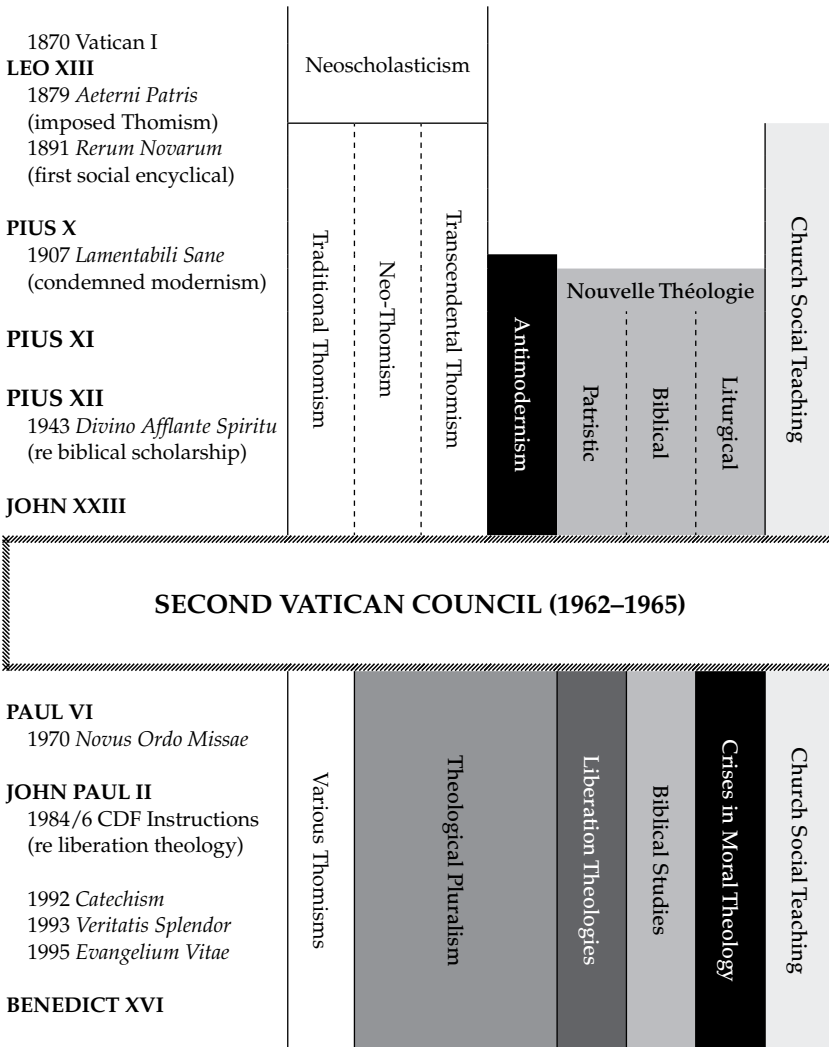 1870 Vatican I
LEO XIII
1879 Aeterni Patris
(imposed Thomism)
1891 Rerum Novarum
(first social encyclical)
PIUS X
1907 Lamentabili Sane
(condemned modernism)
PIUS XI
PIUS XII
1943 Divino Afflante Spiritu
(re biblical scholarship)
JOHN XXIII
Neoscholasticism
Traditional Thomism
Neo-Thomism
Transcendental Thomism
Antimodernism
Nouvelle Théologie
Patristic
Biblical
Liturgical
Church Social Teaching
SECOND VATICAN COUNCIL (1962–1965)
PAUL VI
1970 Novus Ordo Missae
JOHN PAUL II
1984/6 CDF Instructions
(re liberation theology)
1992 Catechism
1993 Veritatis Splendor
1995 Evangelium Vitae
BENEDICT XVI
Various Thomisms
Theological Pluralism
Liberation Theologies
Biblical Studies
Crises in Moral Theology
Church Social Teaching